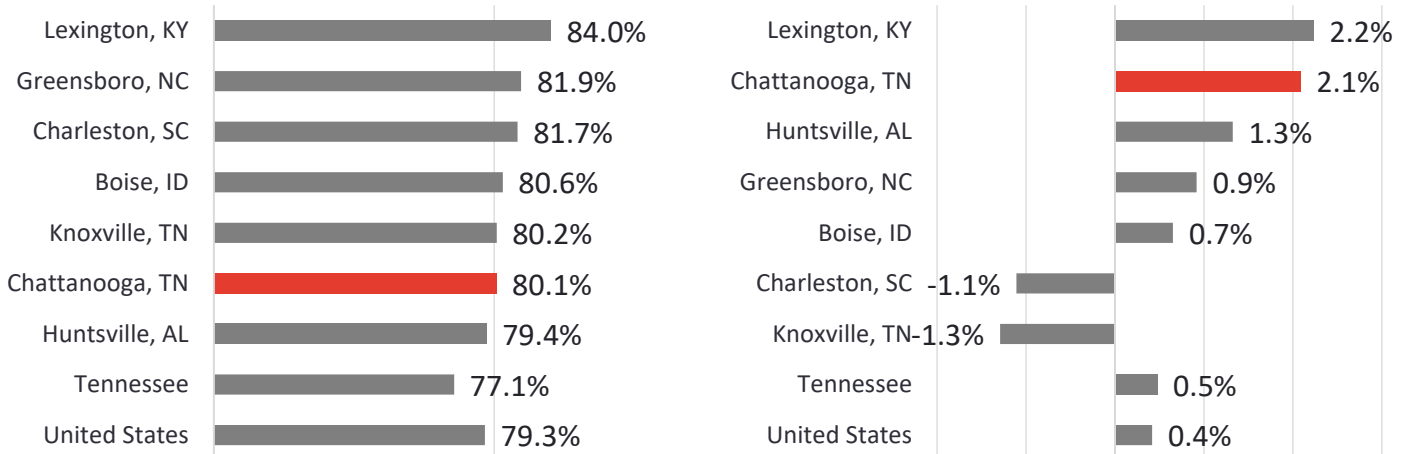 Lexington, KY 84.0%
Greensboro, NC 81.9%
Charleston, SC 81.7%
Boise, ID 80.6%
Knoxville, TN 80.2%
Chattanooga, TN 80.1%
Huntsville, AL 79.4%
Tennessee 77.1%
United States 79.3%
Lexington, KY 2.2%
Chattanooga, TN 2.1%
Huntsville, AL 1.3%
Greensboro, NC 0.9%
Boise, ID 0.7%
Charleston, SC -1.1%
Knoxville, TN -1.3%
Tennessee 0.5%
United States 0.4%